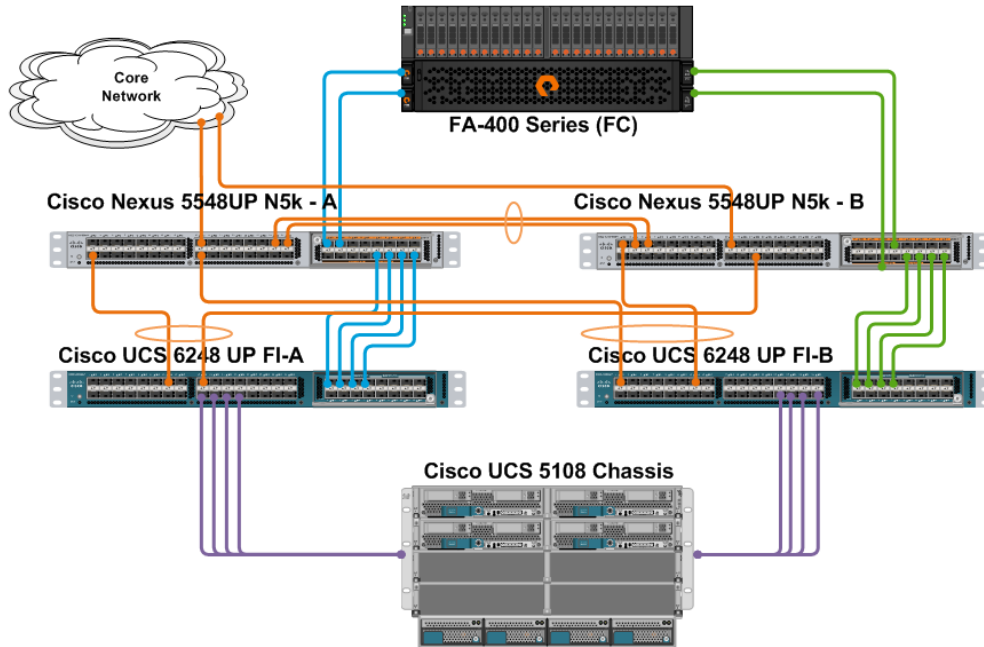 Core
Network
FA-400 Series (FC)
Cisco Nexus 5548UP N5k - A
Cisco Nexus 5548UP N5k - B
Cisco UCS 6248 UP FI-A
Cisco UCS 6248 UP FI-B
Cisco UCS 5108 Chassis